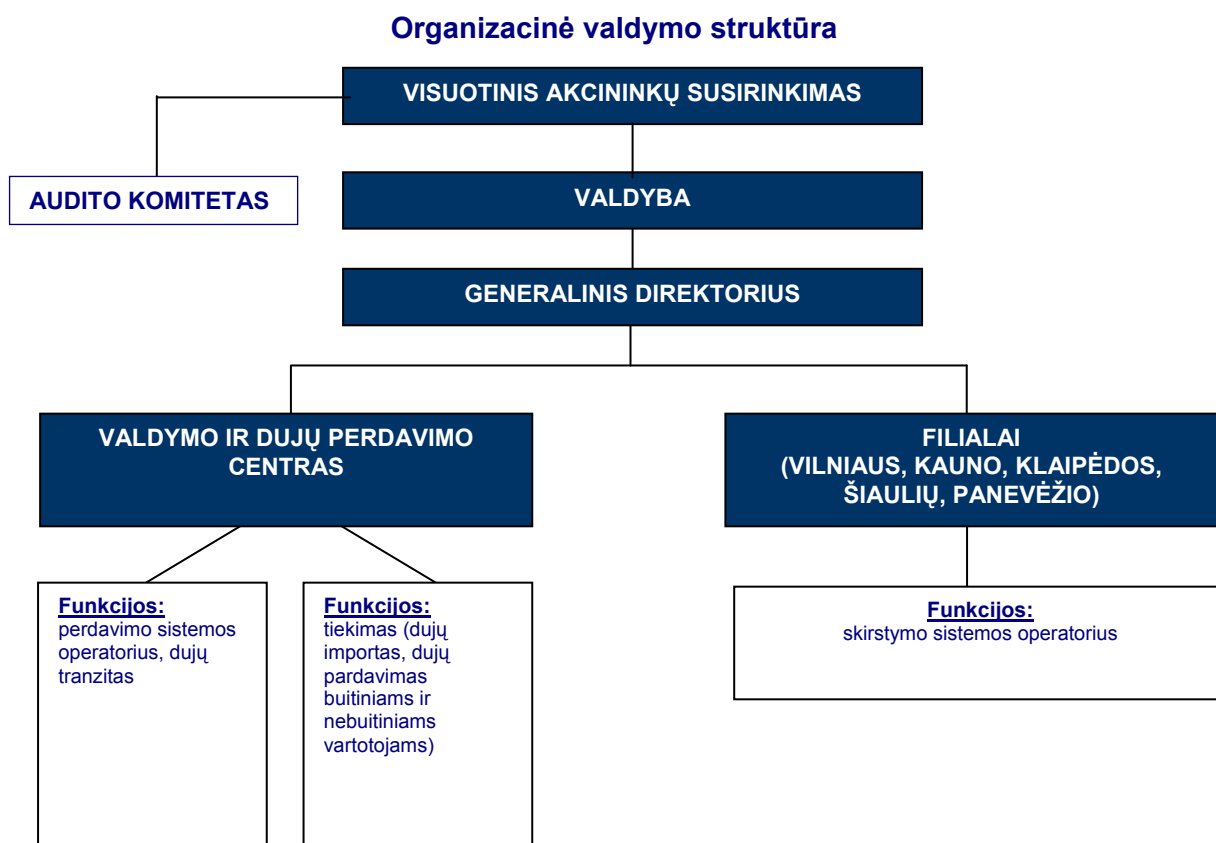 Organizacinė valdymo struktūra
VISUOTINIS AKCININKŲ SUSIRINKIMAS
AUDITO KOMITETAS
VALDYBA
GENERALINIS DIREKTORIUS
VALDYMO IR DUJŲ PERDAVIMO
CENTRAS
FILIALAI
(VILNIAUS, KAUNO, KLAIPĖDOS,
ŠIAULIŲ, PANEVĖŽIO)
Funkcijos:
perdavimo sistemos
operatorius, dujų
tranzitas
Funkcijos:
tiekimas (dujų
importas, dujų
pardavimas
buitiniams ir
nebuitiniams
vartotojams)
Funkcijos:
skirstymo sistemos operatorius